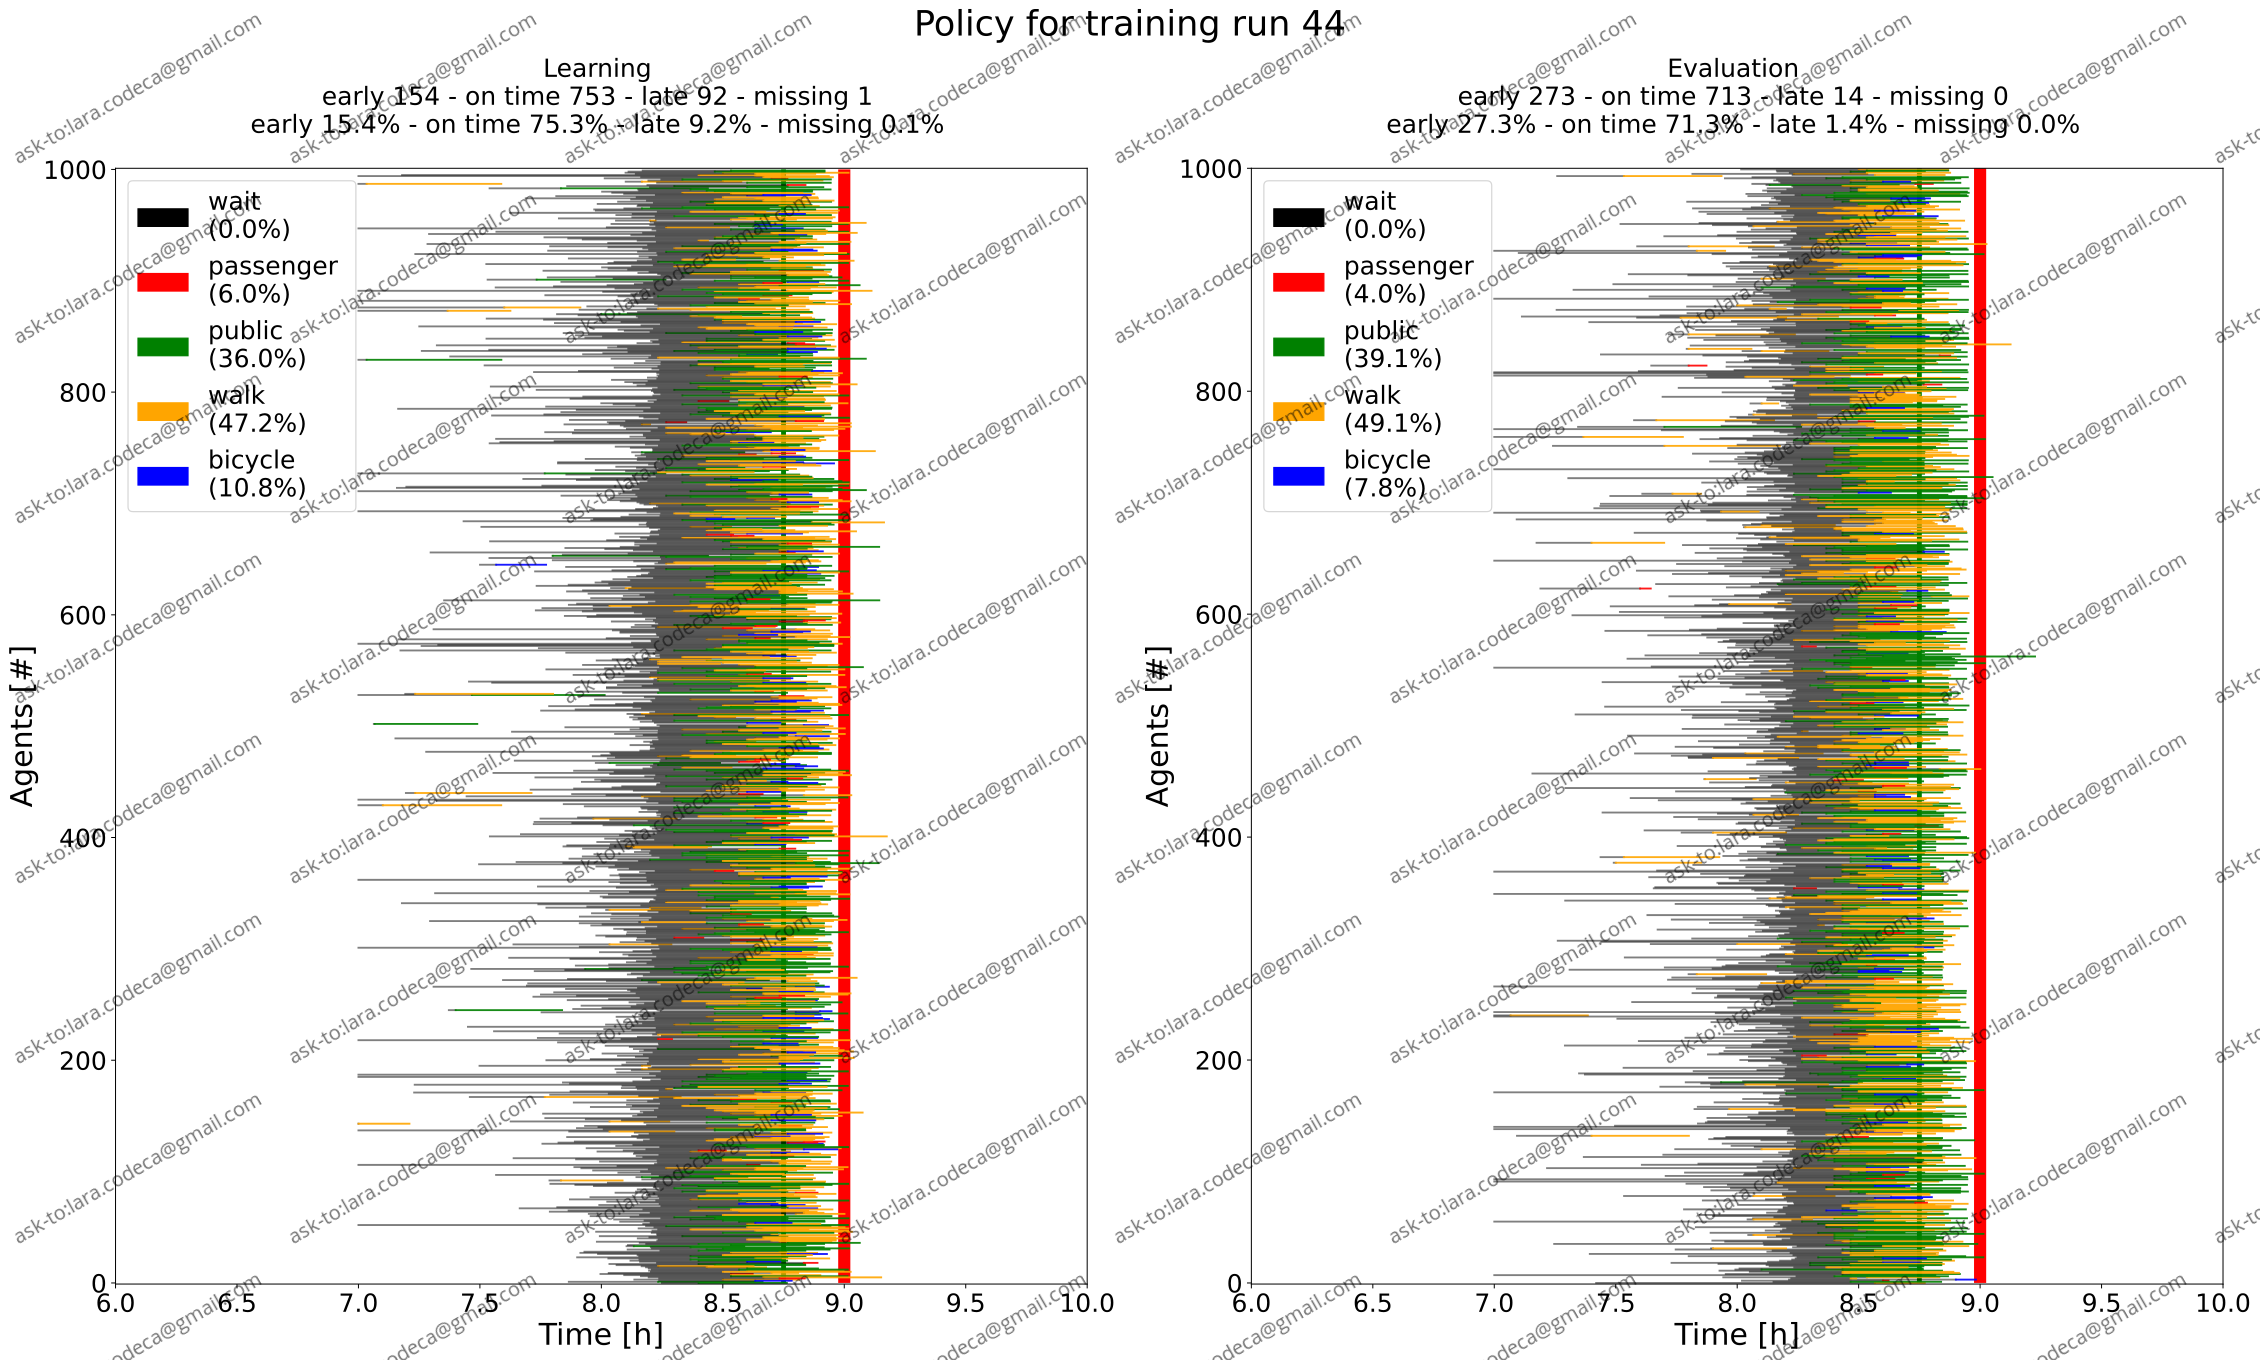 Policy for training run 44
Learning
early 154 - on time 753 - late 92 - missing 1
early 15.4% - on time 75.3% - late 9.2% - missing 0.1%
wait
(0.0%)
passenger
(6.0%)
public
(36.0%)
walk
(47.2%)
bicycle
(10.8%)
1000
800
600
400
200
0
Agents [#]
6.0 6.5 7.0 7.5 8.0 8.5 9.0 9.5 10.0
Time [h]
Evaluation
early 273 - on time 713 - late 14 - missing 0
early 27.3% - on time 71.3% - late 1.4% - missing 0.0%
wait
(0.0%)
passenger
(4.0%)
public
(39.1%)
walk
(49.1%)
bicycle
(7.8%)
1000
800
600
400
200
0
Agents [#]
6.0 6.5 7.0 7.5 8.0 8.5 9.0 9.5 10.0
Time [h]
ask-to:lara.codeca@gmail.com